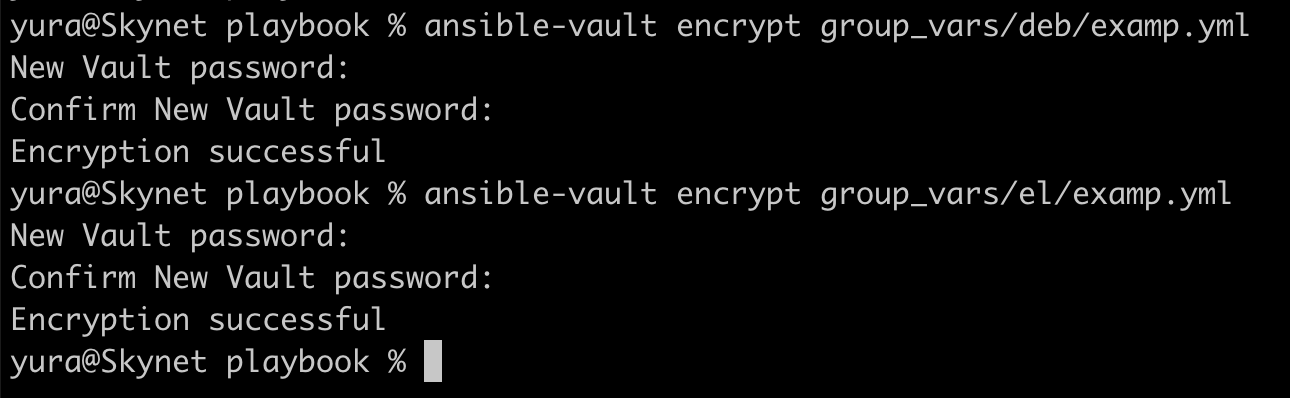 yura@Skynet playbook % ansible-vault encrypt group_vars/deb/examp.yml
New Vault password:
Confirm New Vault password:
Encryption successful
yura@Skynet playbook % ansible-vault encrypt group_vars/el/examp.yml
New Vault password:
Confirm New Vault password:
Encryption successful
yura@Skynet playbook %